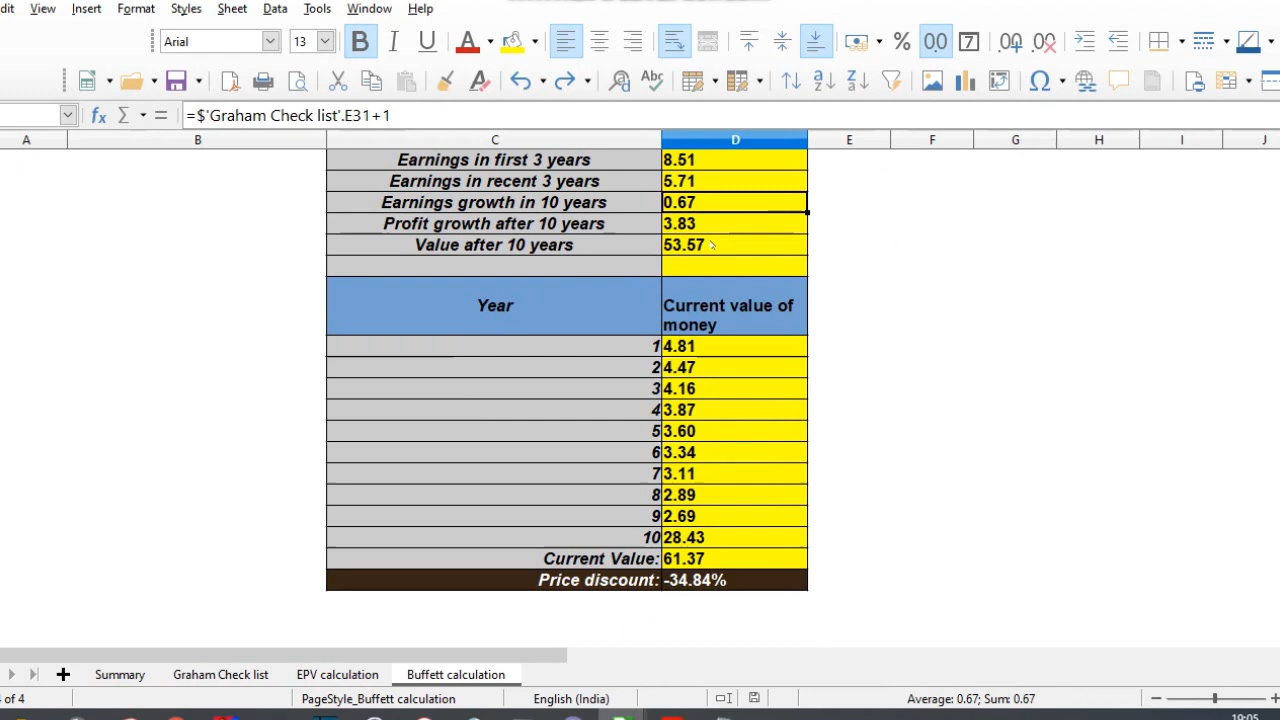 dit View Insert Format Styles Sheet Data Tools Window Help
Arial 13
=$'Graham Check list'.E31+1
A B C D E F G H I J
Earnings in first 3 years 8.51
Earnings in recent 3 years 5.71
Earnings growth in 10 years 0.67
Profit growth after 10 years 3.83
Value after 10 years 53.57
Year Current value of
money
1 4.81
2 4.47
3 4.16
4 3.87
5 3.60
6 3.34
7 3.11
8 2.89
9 2.69
10 28.43
Current Value: 61.37
Price discount: -34.84%
Summary Graham Check list EPV calculation Buffett calculation
of 4 PageStyle_Buffett calculation English (India) Average: 0.67; Sum: 0.67
19:05